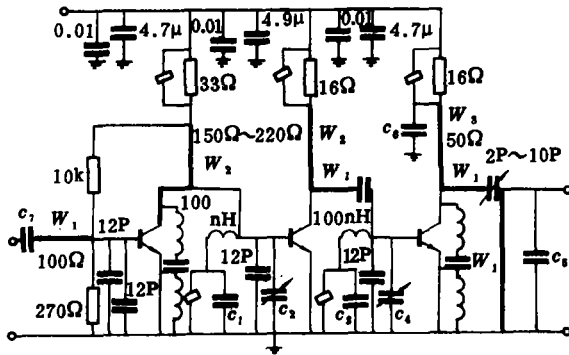 0.01 4.7μ 0.01 4.9μ 0.01 4.7μ
33Ω 16Ω 16Ω
W₃
150Ω~220Ω c₆ 50Ω
W₂ W₂ 2P~10P
10k W₁ W₁
c₇ W₁ 12P 100 nH 100nH
100Ω 12P 12P W₁ c₅
270Ω 12P c₁ c₂ c₃ c₄